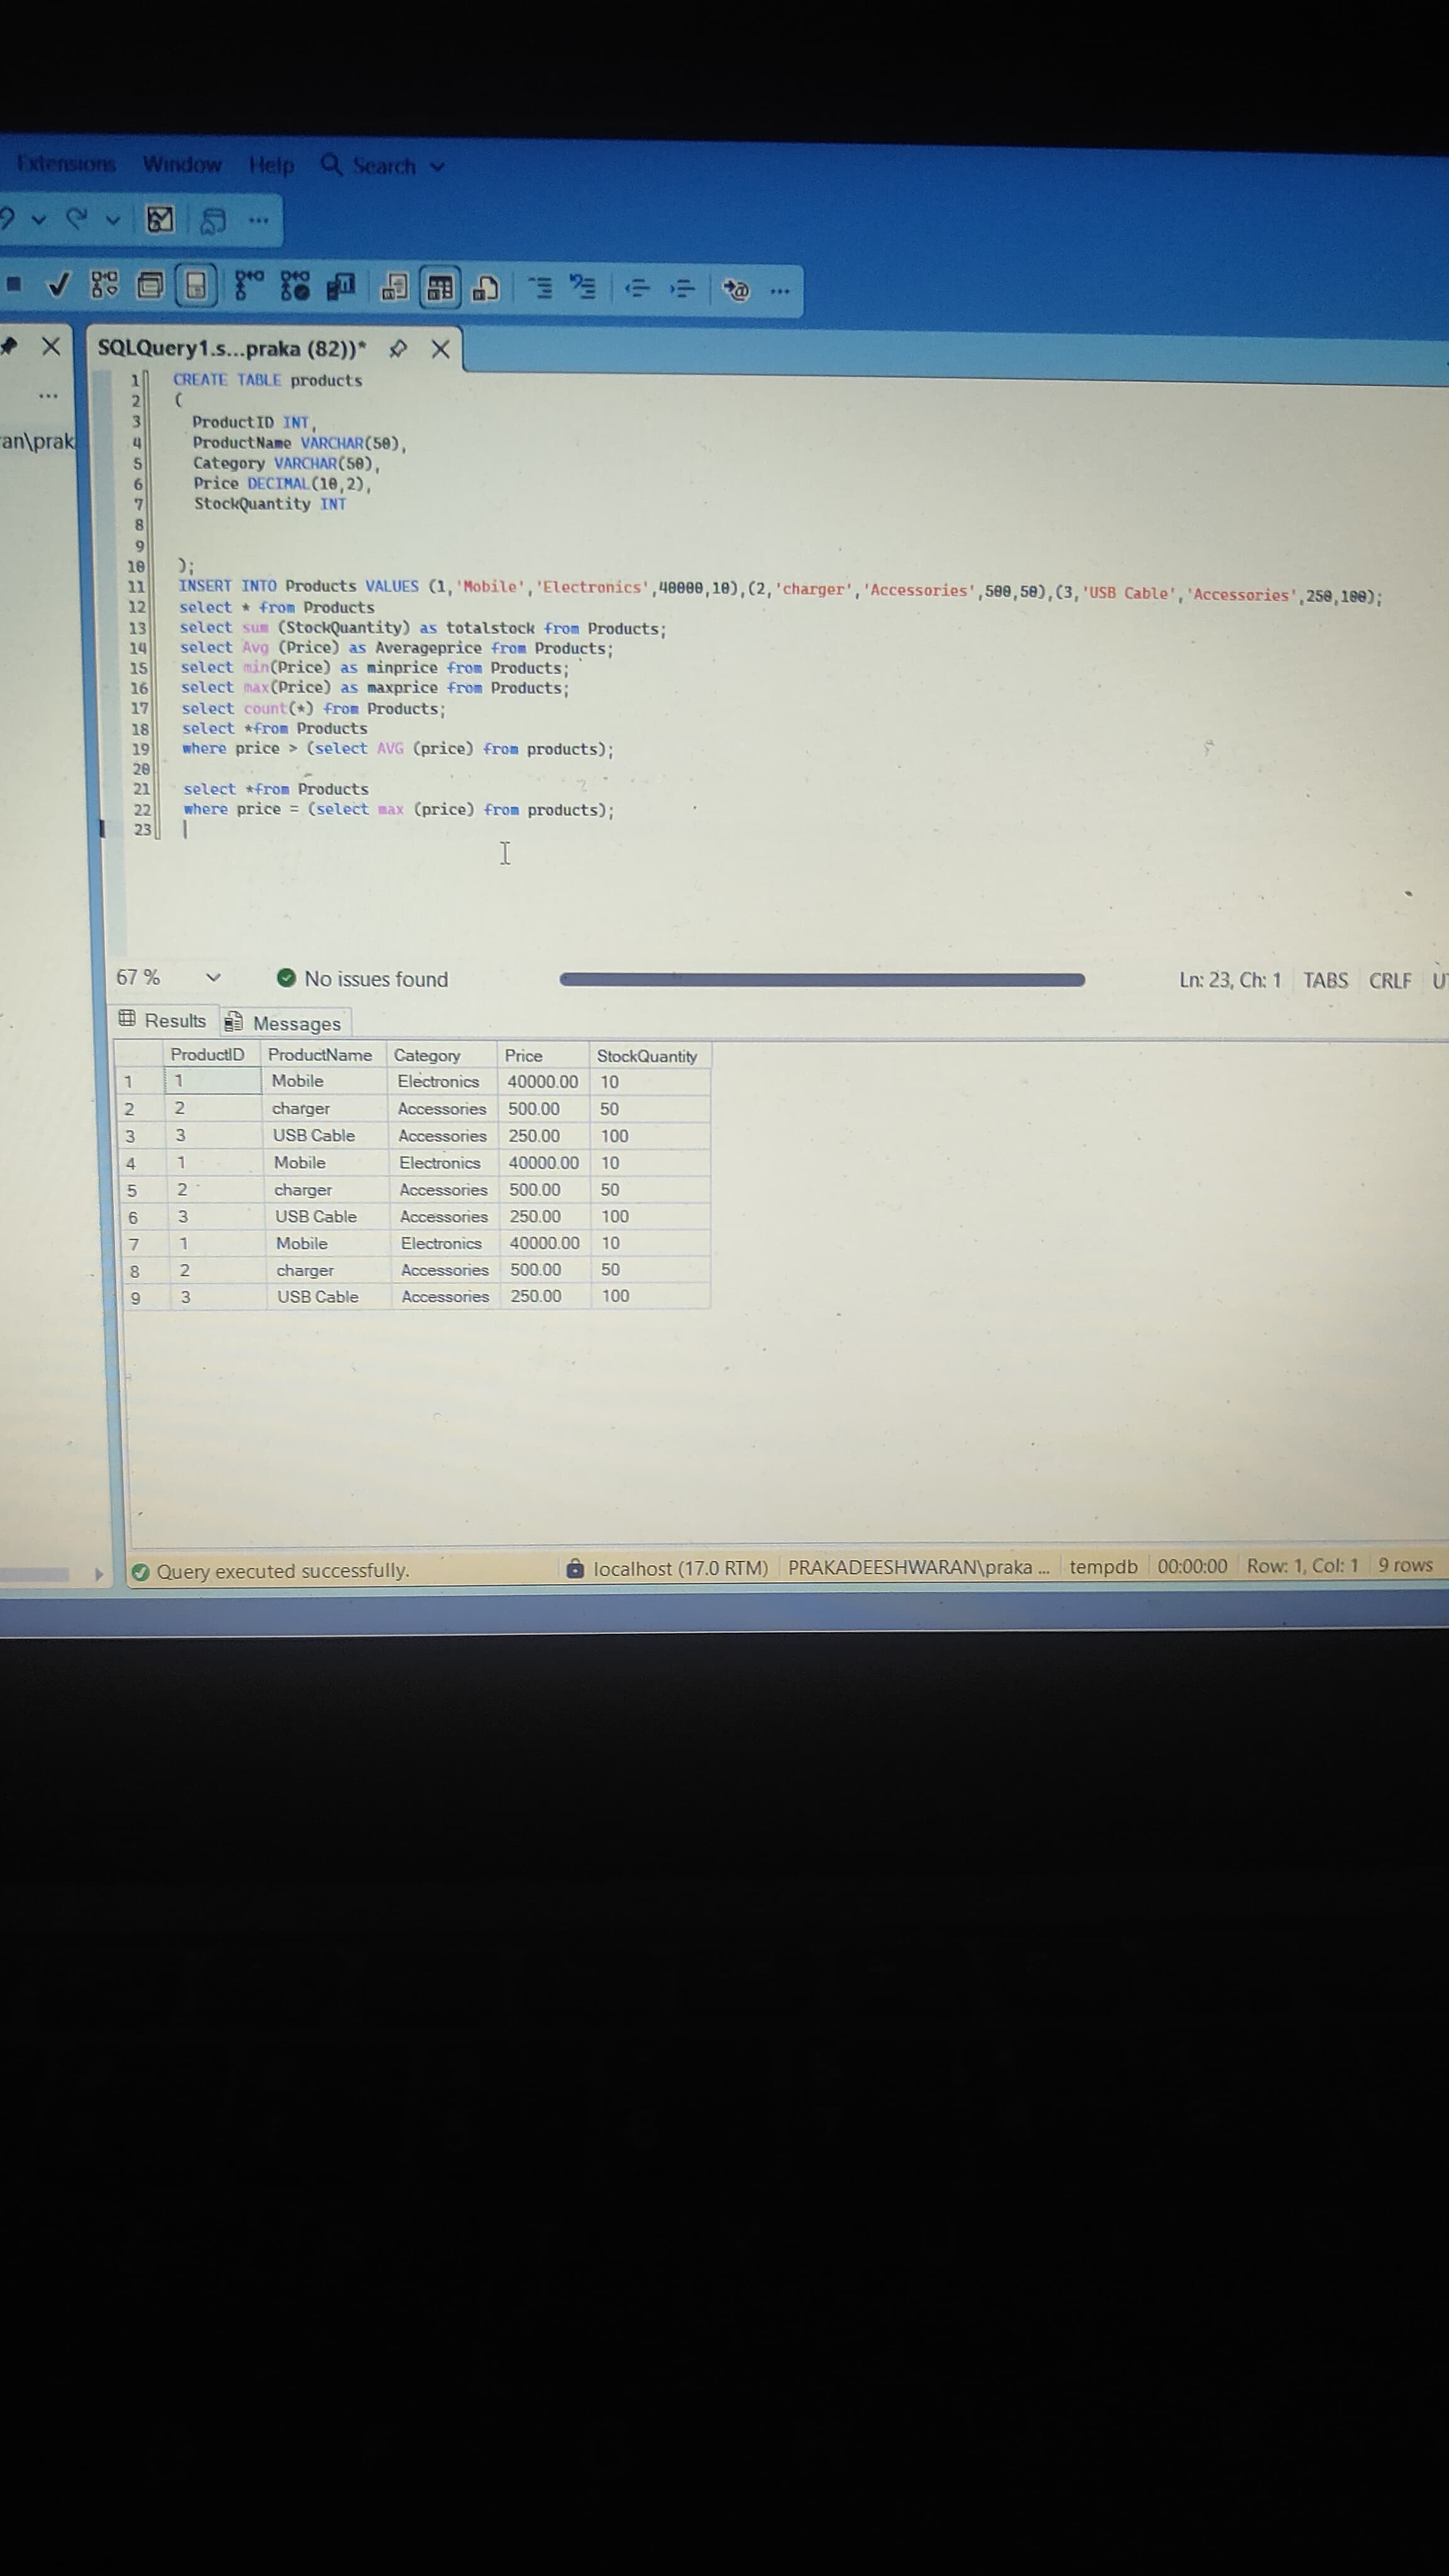 Extensions Window Help Search
SQLQuery1.s...praka (82))*
...
an\prak
1 CREATE TABLE products
2 (
3 ProductID INT,
4 ProductName VARCHAR(50),
5 Category VARCHAR(50),
6 Price DECIMAL(10,2),
7 StockQuantity INT
8
9
10 );
11 INSERT INTO Products VALUES (1,'Mobile','Electronics',40000,10),(2,'charger','Accessories',500,50),(3,'USB Cable','Accessories',250,100);
12 select * from Products
13 select sum (StockQuantity) as totalstock from Products;
14 select Avg (Price) as Averageprice from Products;
15 select min(Price) as minprice from Products;
16 select max(Price) as maxprice from Products;
17 select count(*) from Products;
18 select *from Products
19 where price > (select AVG (price) from products);
20
21 select *from Products
22 where price = (select max (price) from products);
23
67 % No issues found Ln: 23, Ch: 1 TABS CRLF
Results Messages
ProductID ProductName Category Price StockQuantity
1 1 Mobile Electronics 40000.00 10
2 2 charger Accessories 500.00 50
3 3 USB Cable Accessories 250.00 100
4 1 Mobile Electronics 40000.00 10
5 2 charger Accessories 500.00 50
6 3 USB Cable Accessories 250.00 100
7 1 Mobile Electronics 40000.00 10
8 2 charger Accessories 500.00 50
9 3 USB Cable Accessories 250.00 100
Query executed successfully. localhost (17.0 RTM) PRAKADEESHWARAN\praka ... tempdb 00:00:00 Row: 1, Col: 1 9 rows